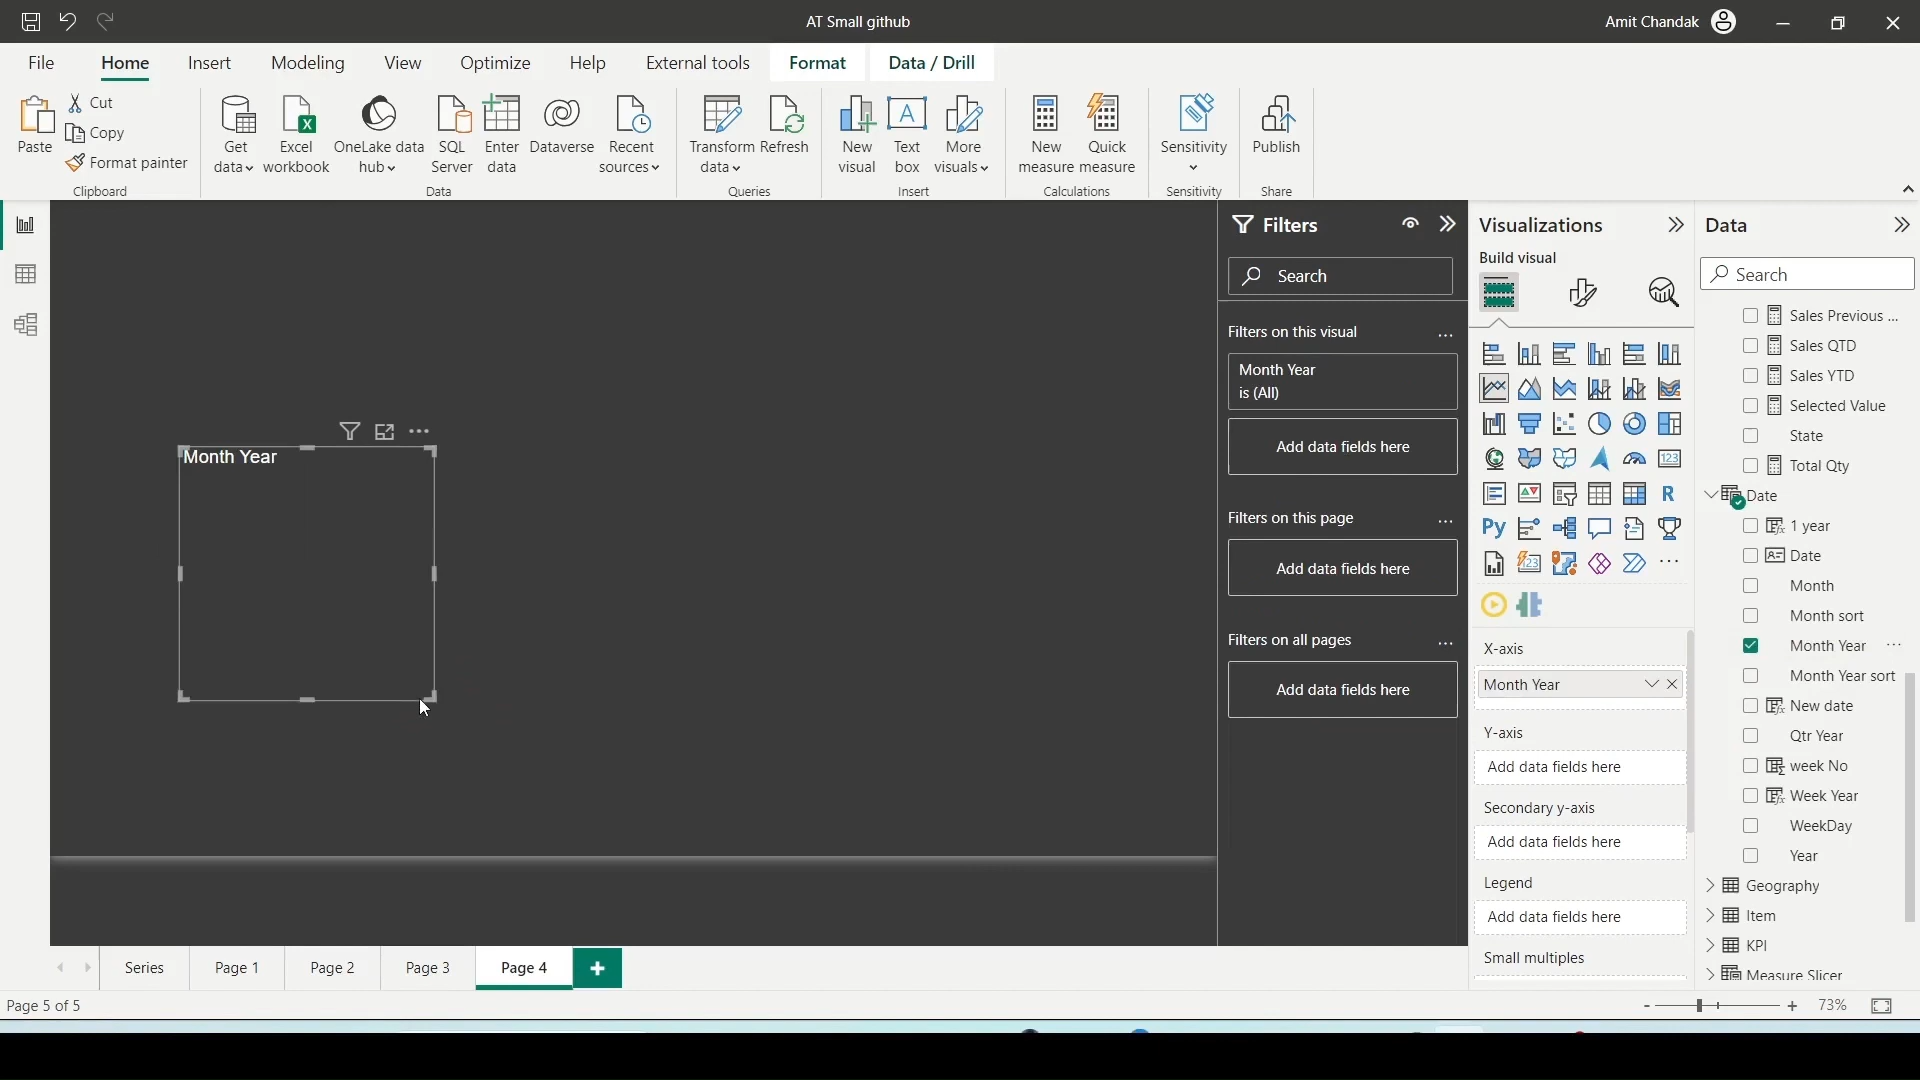 AT Small github
Amit Chandak
File Home Insert Modeling View Optimize Help External tools Format Data / Drill
Paste
Cut
Copy
Format painter
Clipboard
Get data
Excel workbook
OneLake data hub
SQL Server
Enter data
Dataverse
Recent sources
Data
Transform data
Refresh
Queries
New visual
Text box
More visuals
Insert
New measure
Quick measure
Calculations
Sensitivity
Sensitivity
Publish
Share
Month Year
Filters
Search
Filters on this visual
Month Year
is (All)
Add data fields here
Filters on this page
Add data fields here
Filters on all pages
Add data fields here
Visualizations
Build visual
123
R
Py
123
X-axis
Month Year
Y-axis
Add data fields here
Secondary y-axis
Add data fields here
Legend
Add data fields here
Small multiples
Data
Search
Sales Previous ...
Sales QTD
Sales YTD
Selected Value
State
Total Qty
Date
1 year
Date
Month
Month sort
Month Year
Month Year sort
New date
Qtr Year
week No
Week Year
WeekDay
Year
Geography
Item
KPI
Measure Slicer
Series Page 1 Page 2 Page 3 Page 4
Page 5 of 5
- + 73%